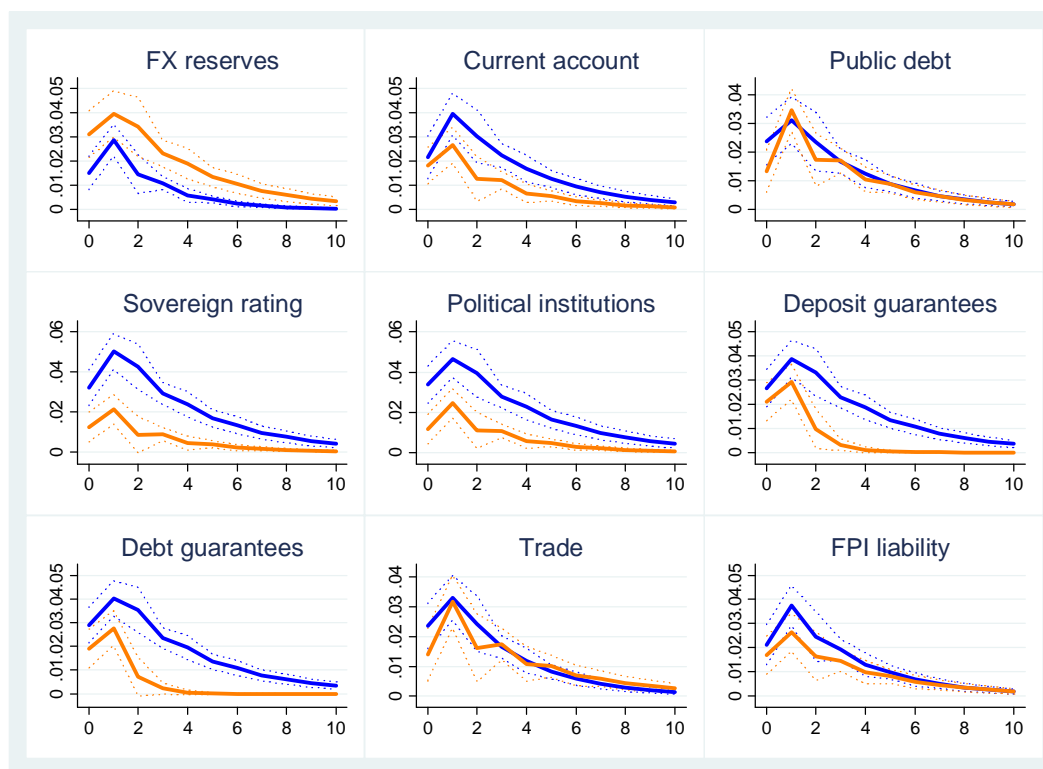 FX reserves
0 .01 .02 .03 .04 .05
0 2 4 6 8 10
Current account
0 .01 .02 .03 .04 .05
0 2 4 6 8 10
Public debt
0 .01 .02 .03 .04
0 2 4 6 8 10
Sovereign rating
0 .02 .04 .06
0 2 4 6 8 10
Political institutions
0 .02 .04 .06
0 2 4 6 8 10
Deposit guarantees
0 .01 .02 .03 .04 .05
0 2 4 6 8 10
Debt guarantees
0 .01 .02 .03 .04 .05
0 2 4 6 8 10
Trade
0 .01 .02 .03 .04
0 2 4 6 8 10
FPI liability
0 .01 .02 .03 .04 .05
0 2 4 6 8 10